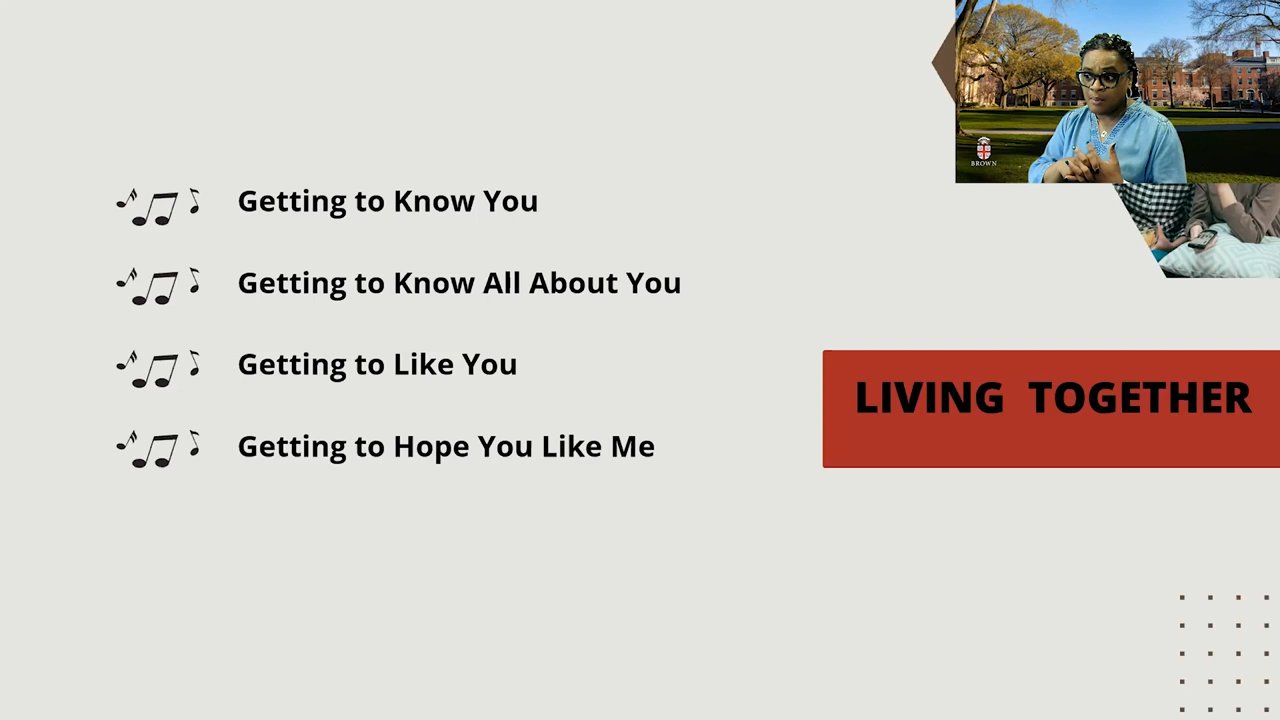 BROWN
Getting to Know You
Getting to Know All About You
Getting to Like You
Getting to Hope You Like Me
LIVING TOGETHER